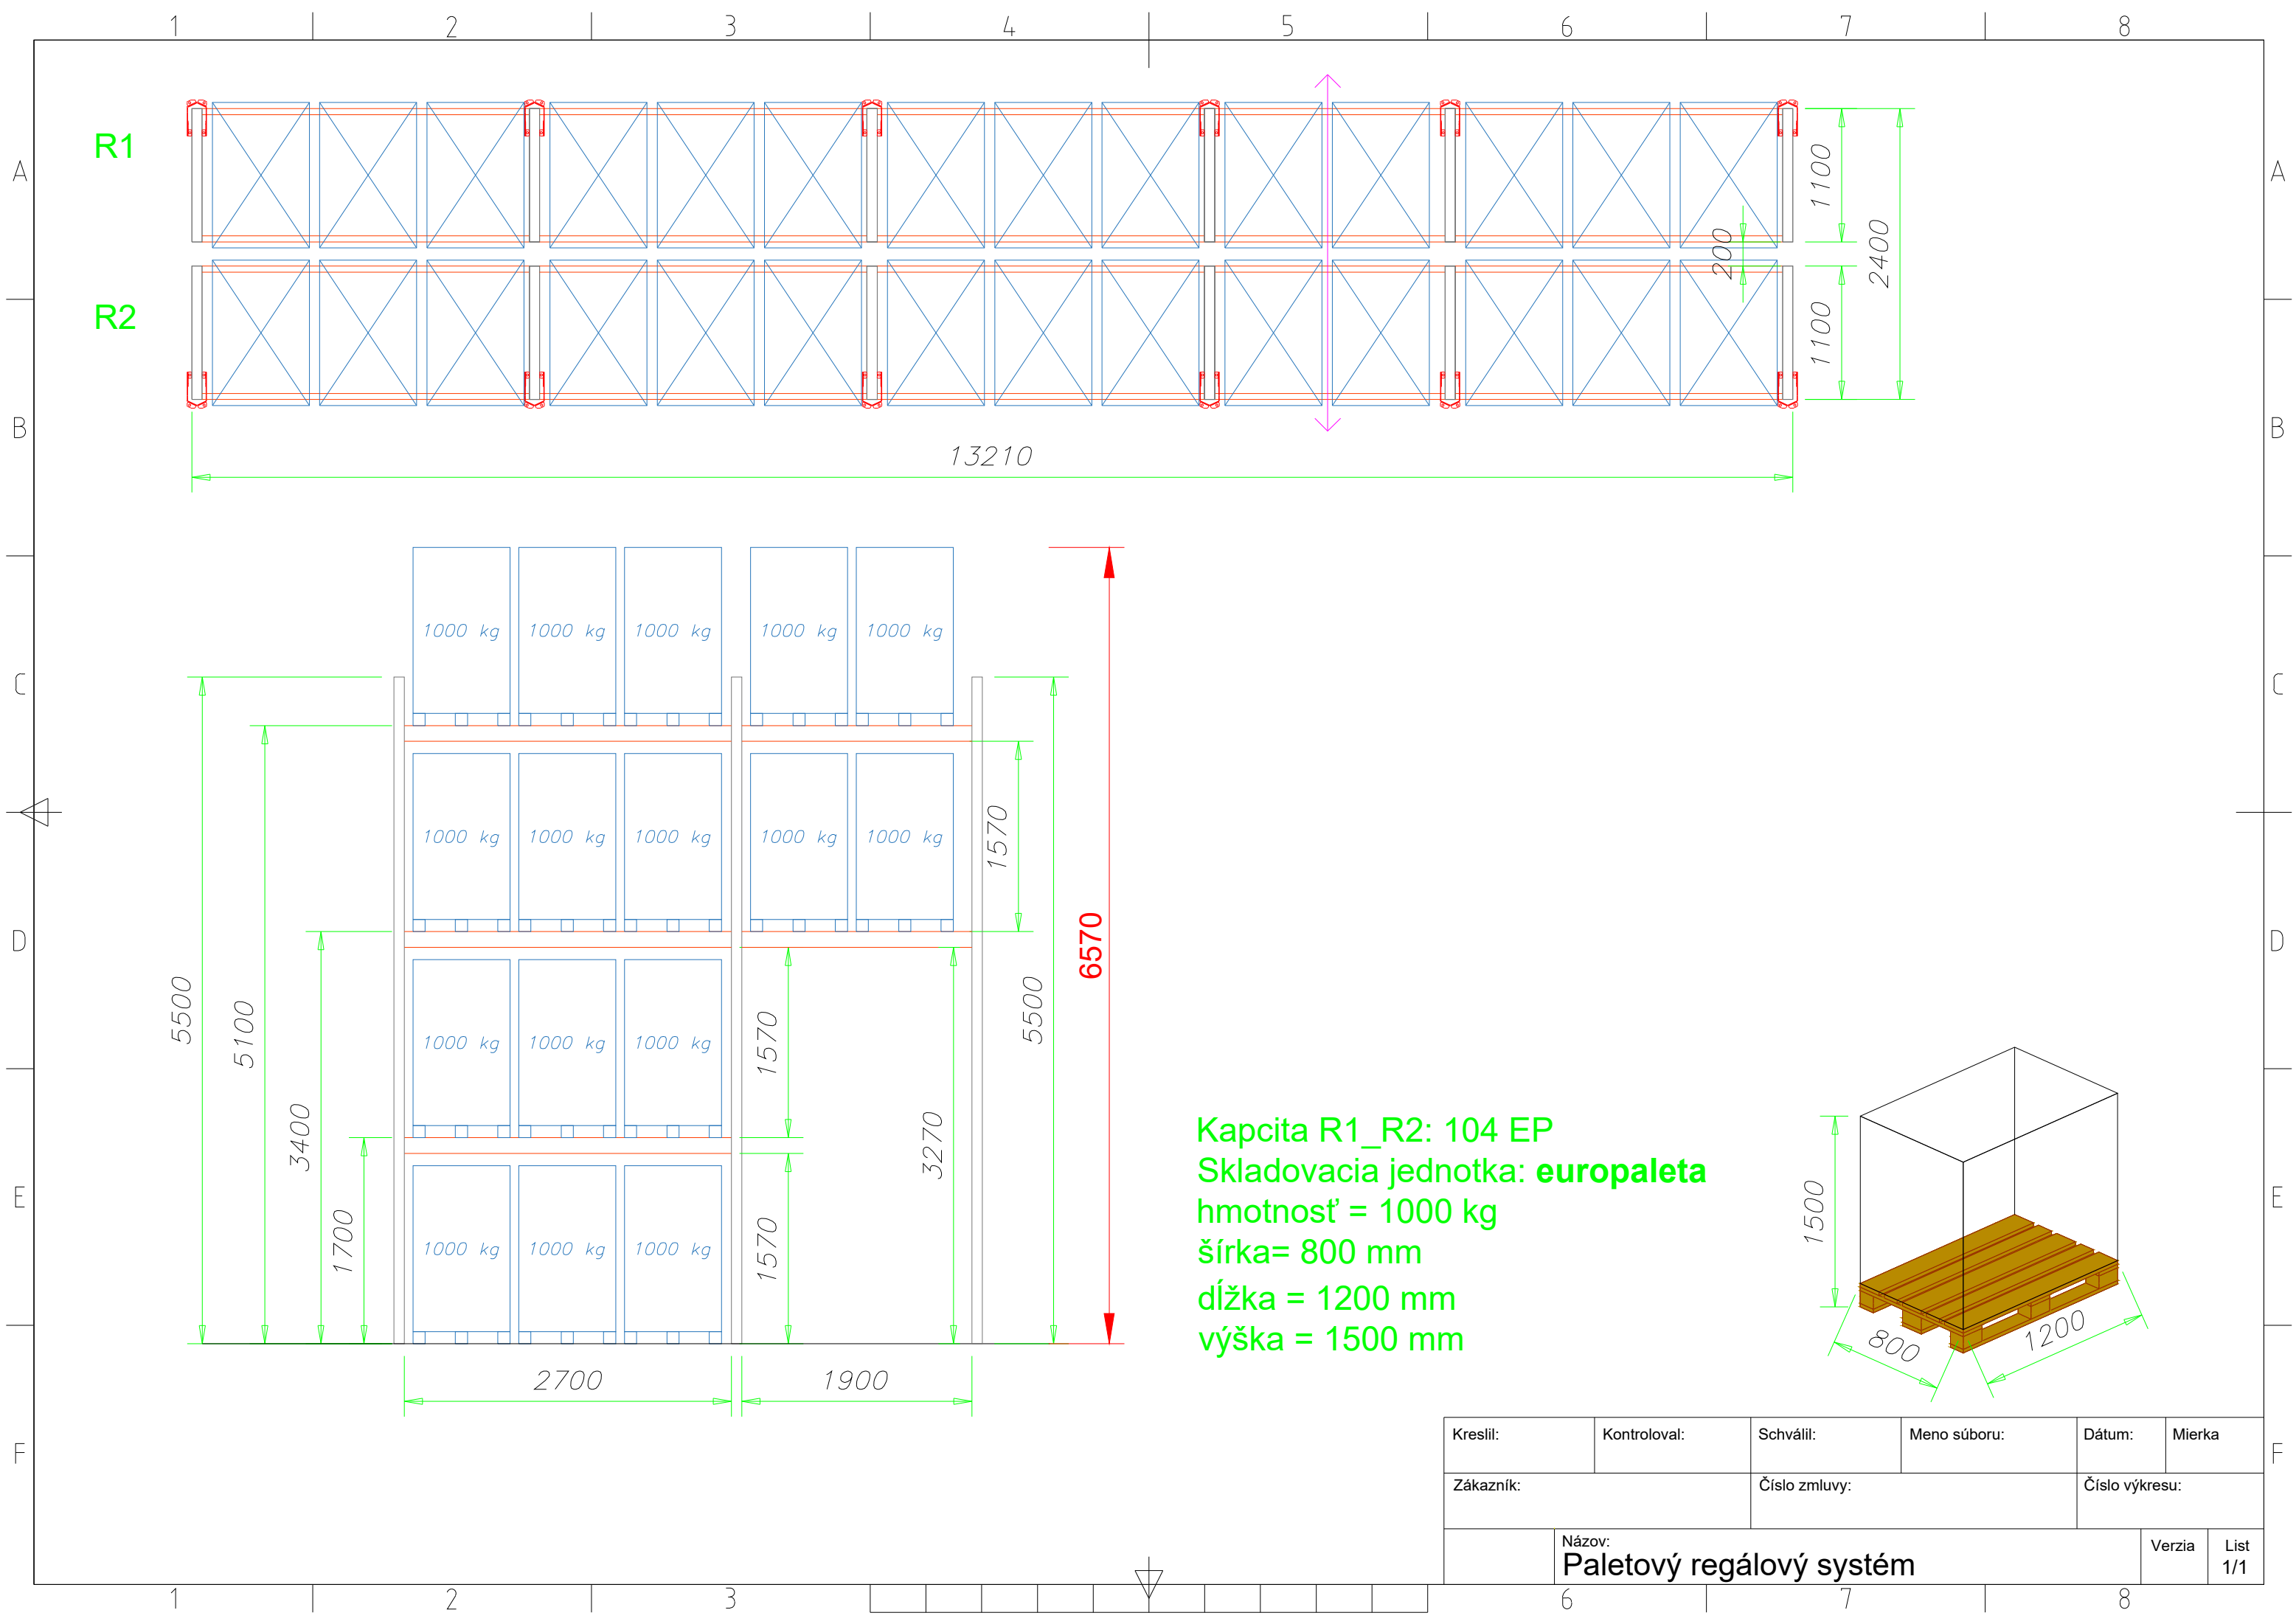 1 2 3 4 5 6 7 8
A A
B B
C C
D D
E E
F F
R1
R2
1100
200
2400
1100
13210
1000 kg 1000 kg 1000 kg 1000 kg 1000 kg
1000 kg 1000 kg 1000 kg 1000 kg 1000 kg
1000 kg 1000 kg 1000 kg
1000 kg 1000 kg 1000 kg
5500
5100
3400
1700
1570
1570
1570
3270
5500
6570
2700
1900
Kapcita R1_R2: 104 EP
Skladovacia jednotka: europaleta
hmotnosť = 1000 kg
šírka= 800 mm
dĺžka = 1200 mm
výška = 1500 mm
1500
800
1200
Kreslil: Kontroloval: Schválil: Meno súboru: Dátum: Mierka
Zákazník: Číslo zmluvy: Číslo výkresu:
Názov:
Paletový regálový systém
Verzia
List
1/1
1 2 3 6 7 8